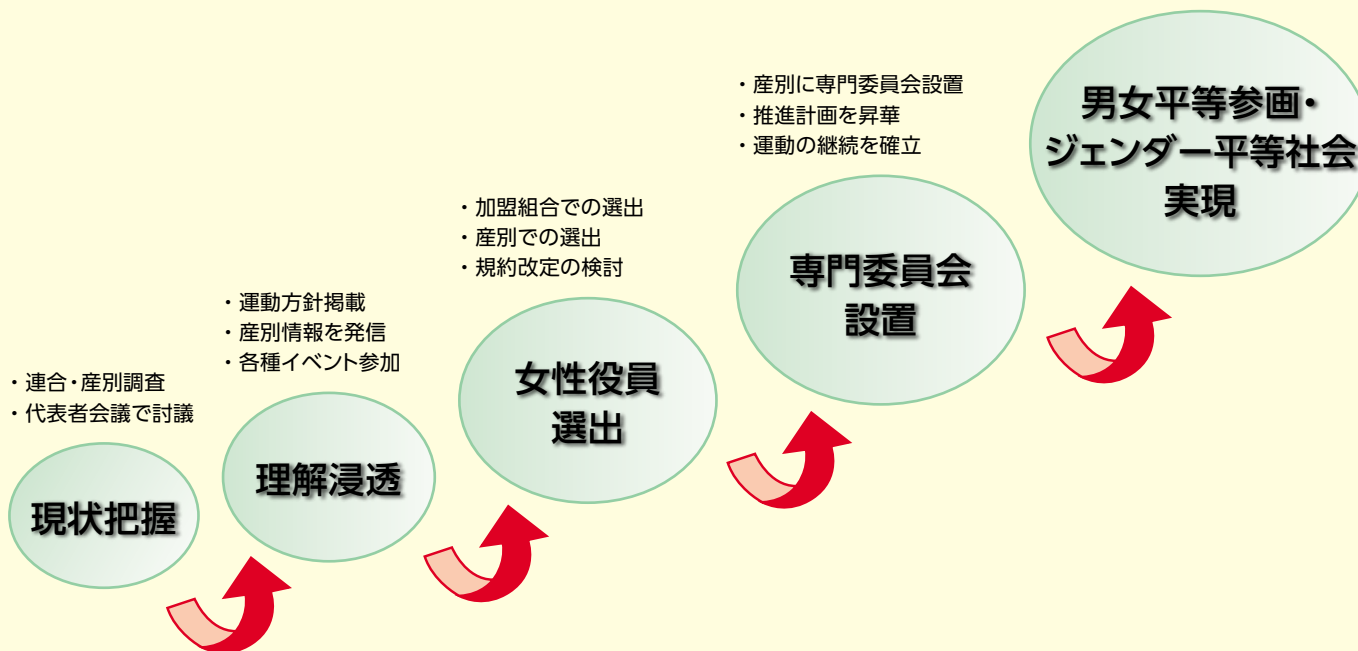 ・連合・産別調査
・代表者会議で討議
現状把握
・運動方針掲載
・産別情報を発信
・各種イベント参加
理解浸透
・加盟組合での選出
・産別での選出
・規約改定の検討
女性役員
選出
・産別に専門委員会設置
・推進計画を昇華
・運動の継続を確立
専門委員会
設置
男女平等参画・
ジェンダー平等社会
実現